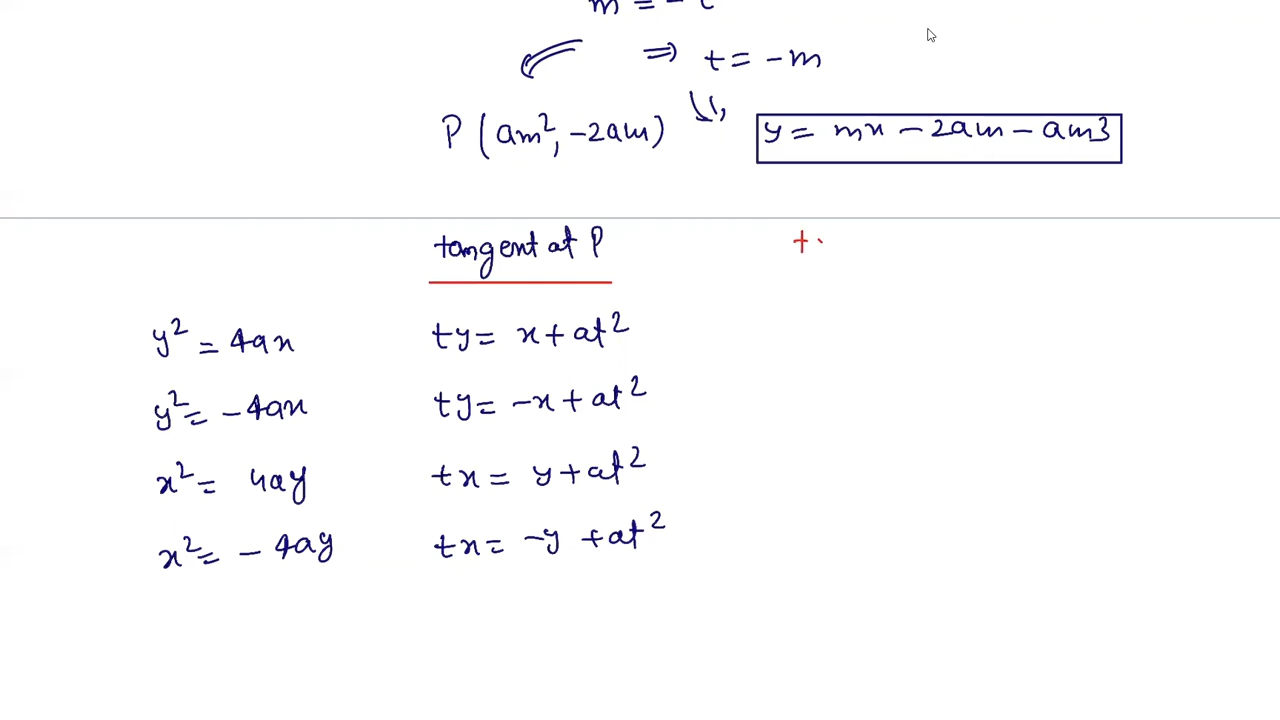 m = - t
⇒ t = -m
P (am², -2am) y = mx - 2am - am3
tangent at P t
y² = 4ax ty = x + at²
y² = -4ax ty = -x + at²
x² = 4ay tx = y + at²
x² = -4ay tx = -y + at²